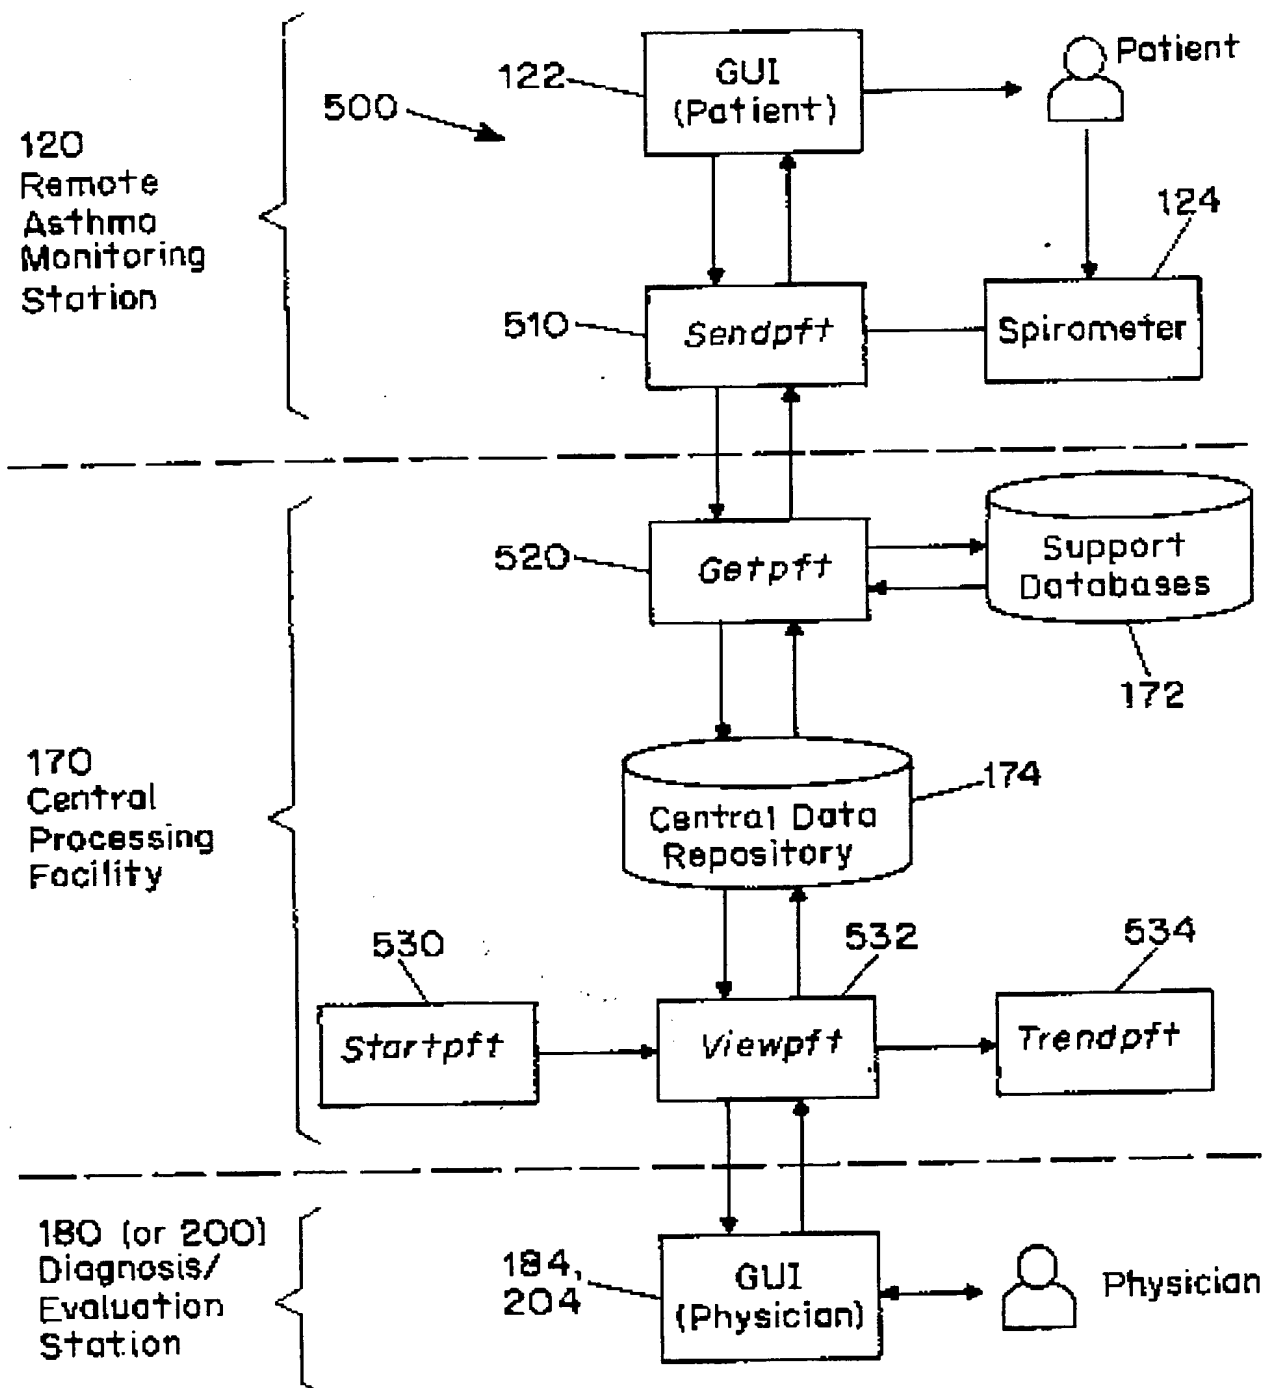 GUI
(Patient)
122
Patient
500
120
Remote
Asthma
Monitoring
Station
124
510
Sendpft
Spirometer
520
Getpft
Support
Databases
172
170
Central
Processing
Facility
174
Central Data
Repository
530
532
534
Startpft
Viewpft
Trendpft
180 (or 200)
Diagnosis/
Evaluation
Station
184,
204
GUI
(Physician)
Physician